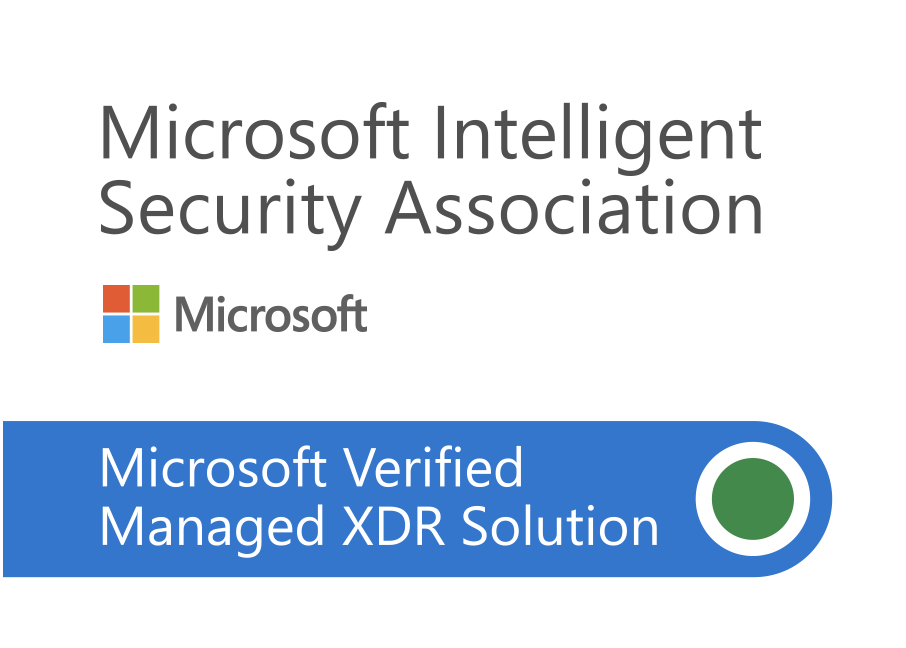 Microsoft Intelligent
Security Association
Microsoft
Microsoft Verified
Managed XDR Solution